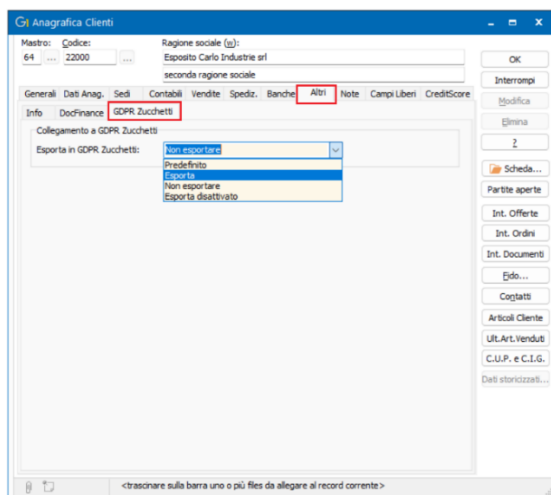 GI Anagrafica Clienti
Mastro: Codice: Ragione sociale (w):
64 ... 22000 ... Esposito Carlo Industrie srl
seconda ragione sociale
Generali Dati Anag. Sedi Contabili Vendite Spediz. Banche Altri Note Campi Liberi CreditScore
Info DocFinance GDPR Zucchetti
Collegamento a GDPR Zucchetti
Esporta in GDPR Zucchetti: Non esportare
Predefinito
Esporta
Non esportare
Esporta disattivato
OK
Interrompi
Modifica
Elimina
?
Scheda...
Partite aperte
Int. Offerte
Int. Ordini
Int. Documenti
Fido...
Contatti
Articoli Cliente
Ult.Art.Venduti
C.U.P. e C.I.G.
Dati storicizzati...
<trascinare sulla barra uno o più files da allegare al record corrente>